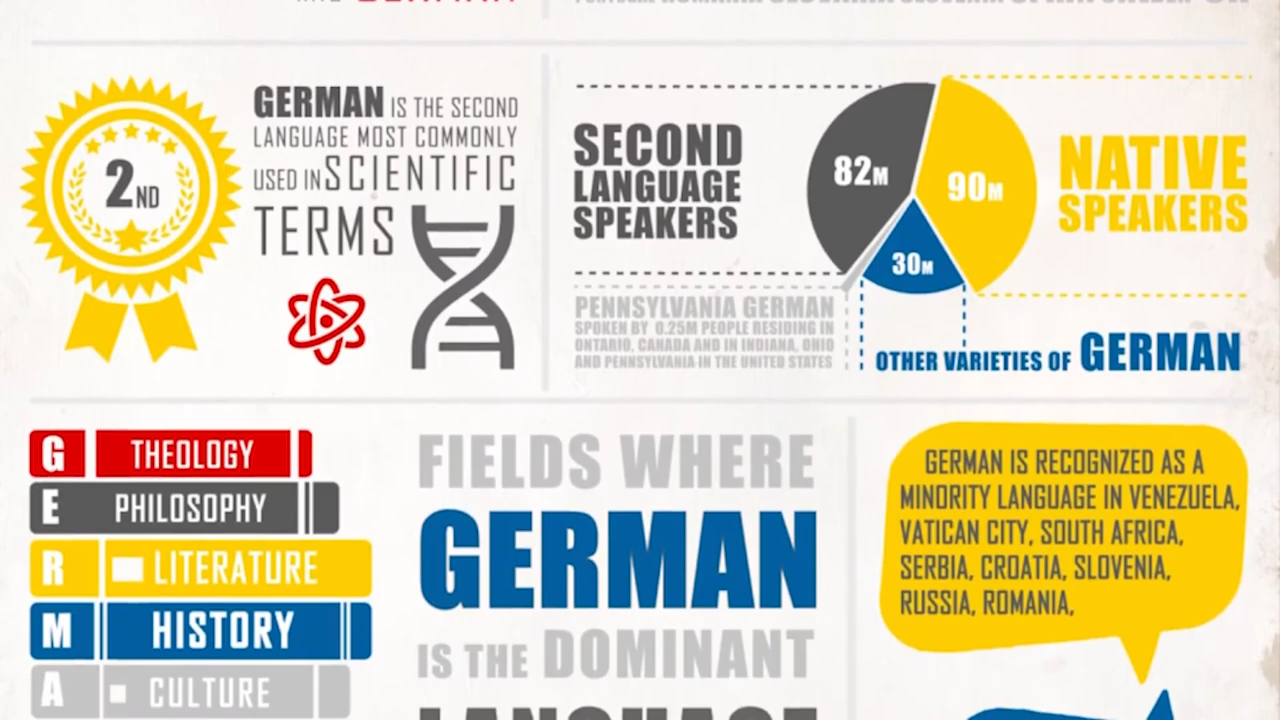 2ND
GERMAN IS THE SECOND
LANGUAGE MOST COMMONLY
USED IN SCIENTIFIC
TERMS
SECOND
LANGUAGE
SPEAKERS
82M
90M
30M
NATIVE
SPEAKERS
PENNSYLVANIA GERMAN
SPOKEN BY 0.25M PEOPLE RESIDING IN
ONTARIO, CANADA AND IN INDIANA, OHIO
AND PENNSYLVANIA IN THE UNITED STATES
OTHER VARIETIES OF GERMAN
G THEOLOGY
E PHILOSOPHY
R LITERATURE
M HISTORY
A CULTURE
FIELDS WHERE
GERMAN
IS THE DOMINANT
LANGUAGE
GERMAN IS RECOGNIZED AS A
MINORITY LANGUAGE IN VENEZUELA,
VATICAN CITY, SOUTH AFRICA,
SERBIA, CROATIA, SLOVENIA,
RUSSIA, ROMANIA,